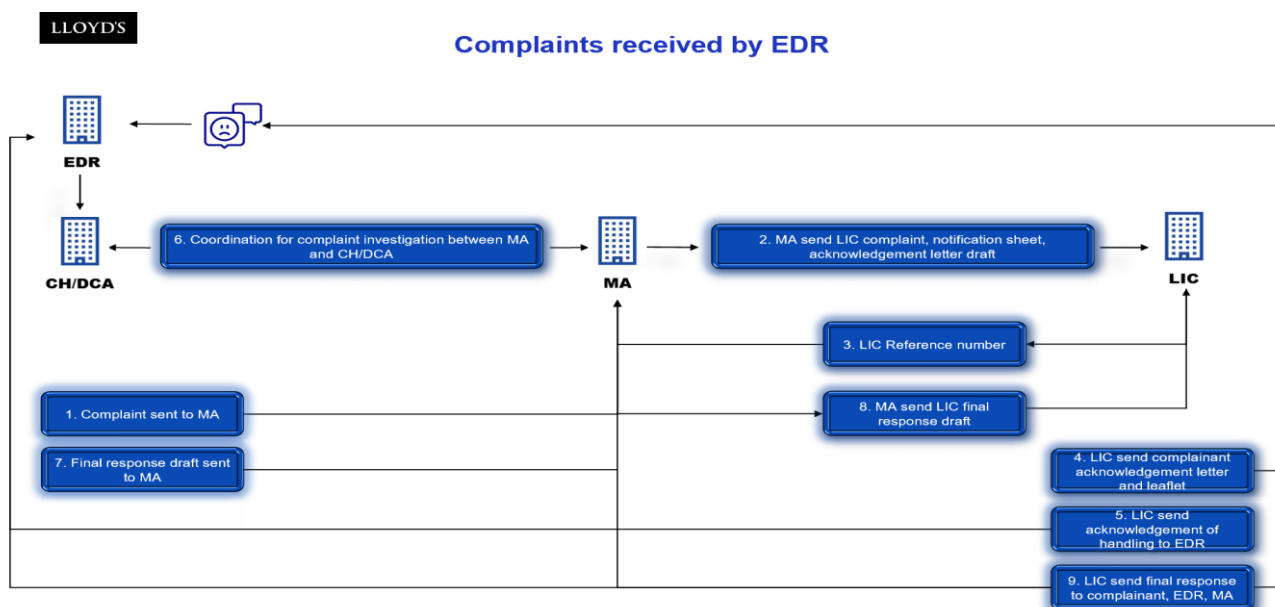 LLOYD'S
Complaints received by EDR
EDR
CH/DCA
6. Coordination for complaint investigation between MA
and CH/DCA
MA
2. MA send LIC complaint, notification sheet,
acknowledgement letter draft
LIC
3. LIC Reference number
1. Complaint sent to MA
8. MA send LIC final
response draft
7. Final response draft sent
to MA
4. LIC send complainant
acknowledgement letter
and leaflet
5. LIC send
acknowledgement of
handling to EDR
9. LIC send final response
to complainant, EDR, MA